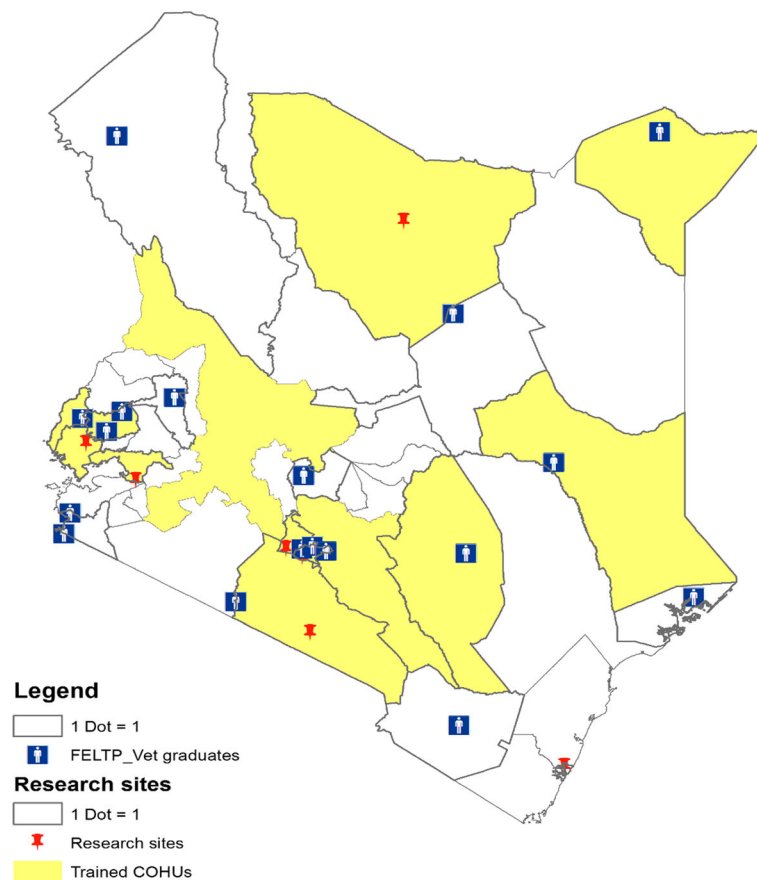 Legend
1 Dot = 1
FELTP_Vet graduates
Research sites
1 Dot = 1
Research sites
Trained COHUs